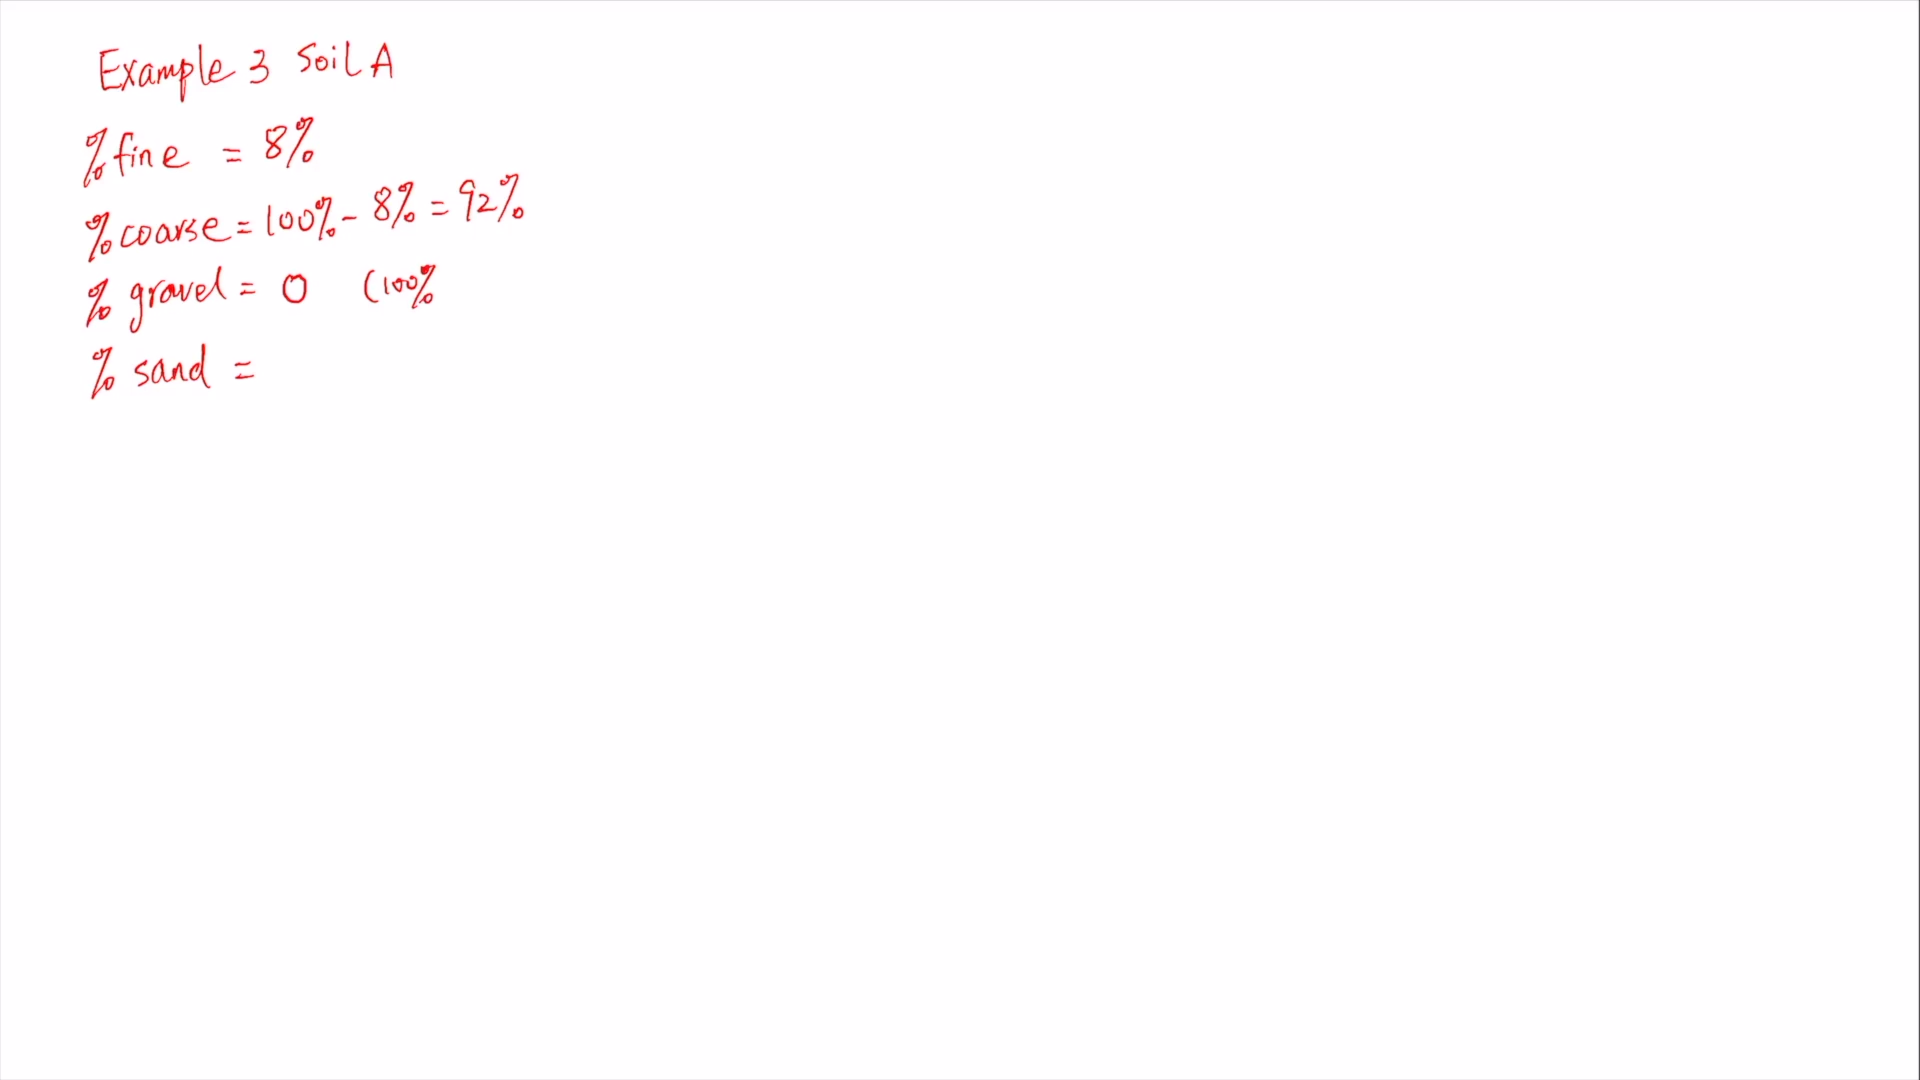 Example 3 Soil A
% fine = 8%
% coarse = 100% - 8% = 92%
% gravel = 0 (100%
% sand =